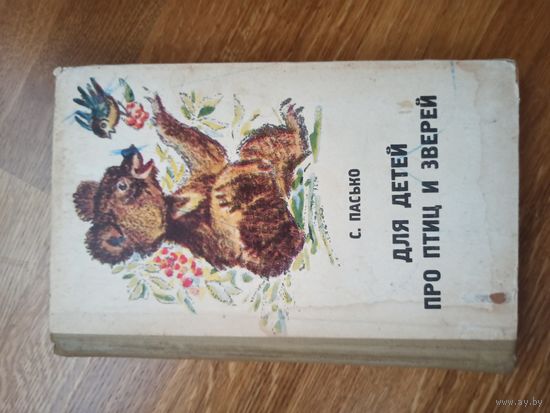 С. ПАСЬКО
ДЛЯ ДЕТЕЙ
ПРО ПТИЦ И ЗВЕРЕЙ
www.ay.by